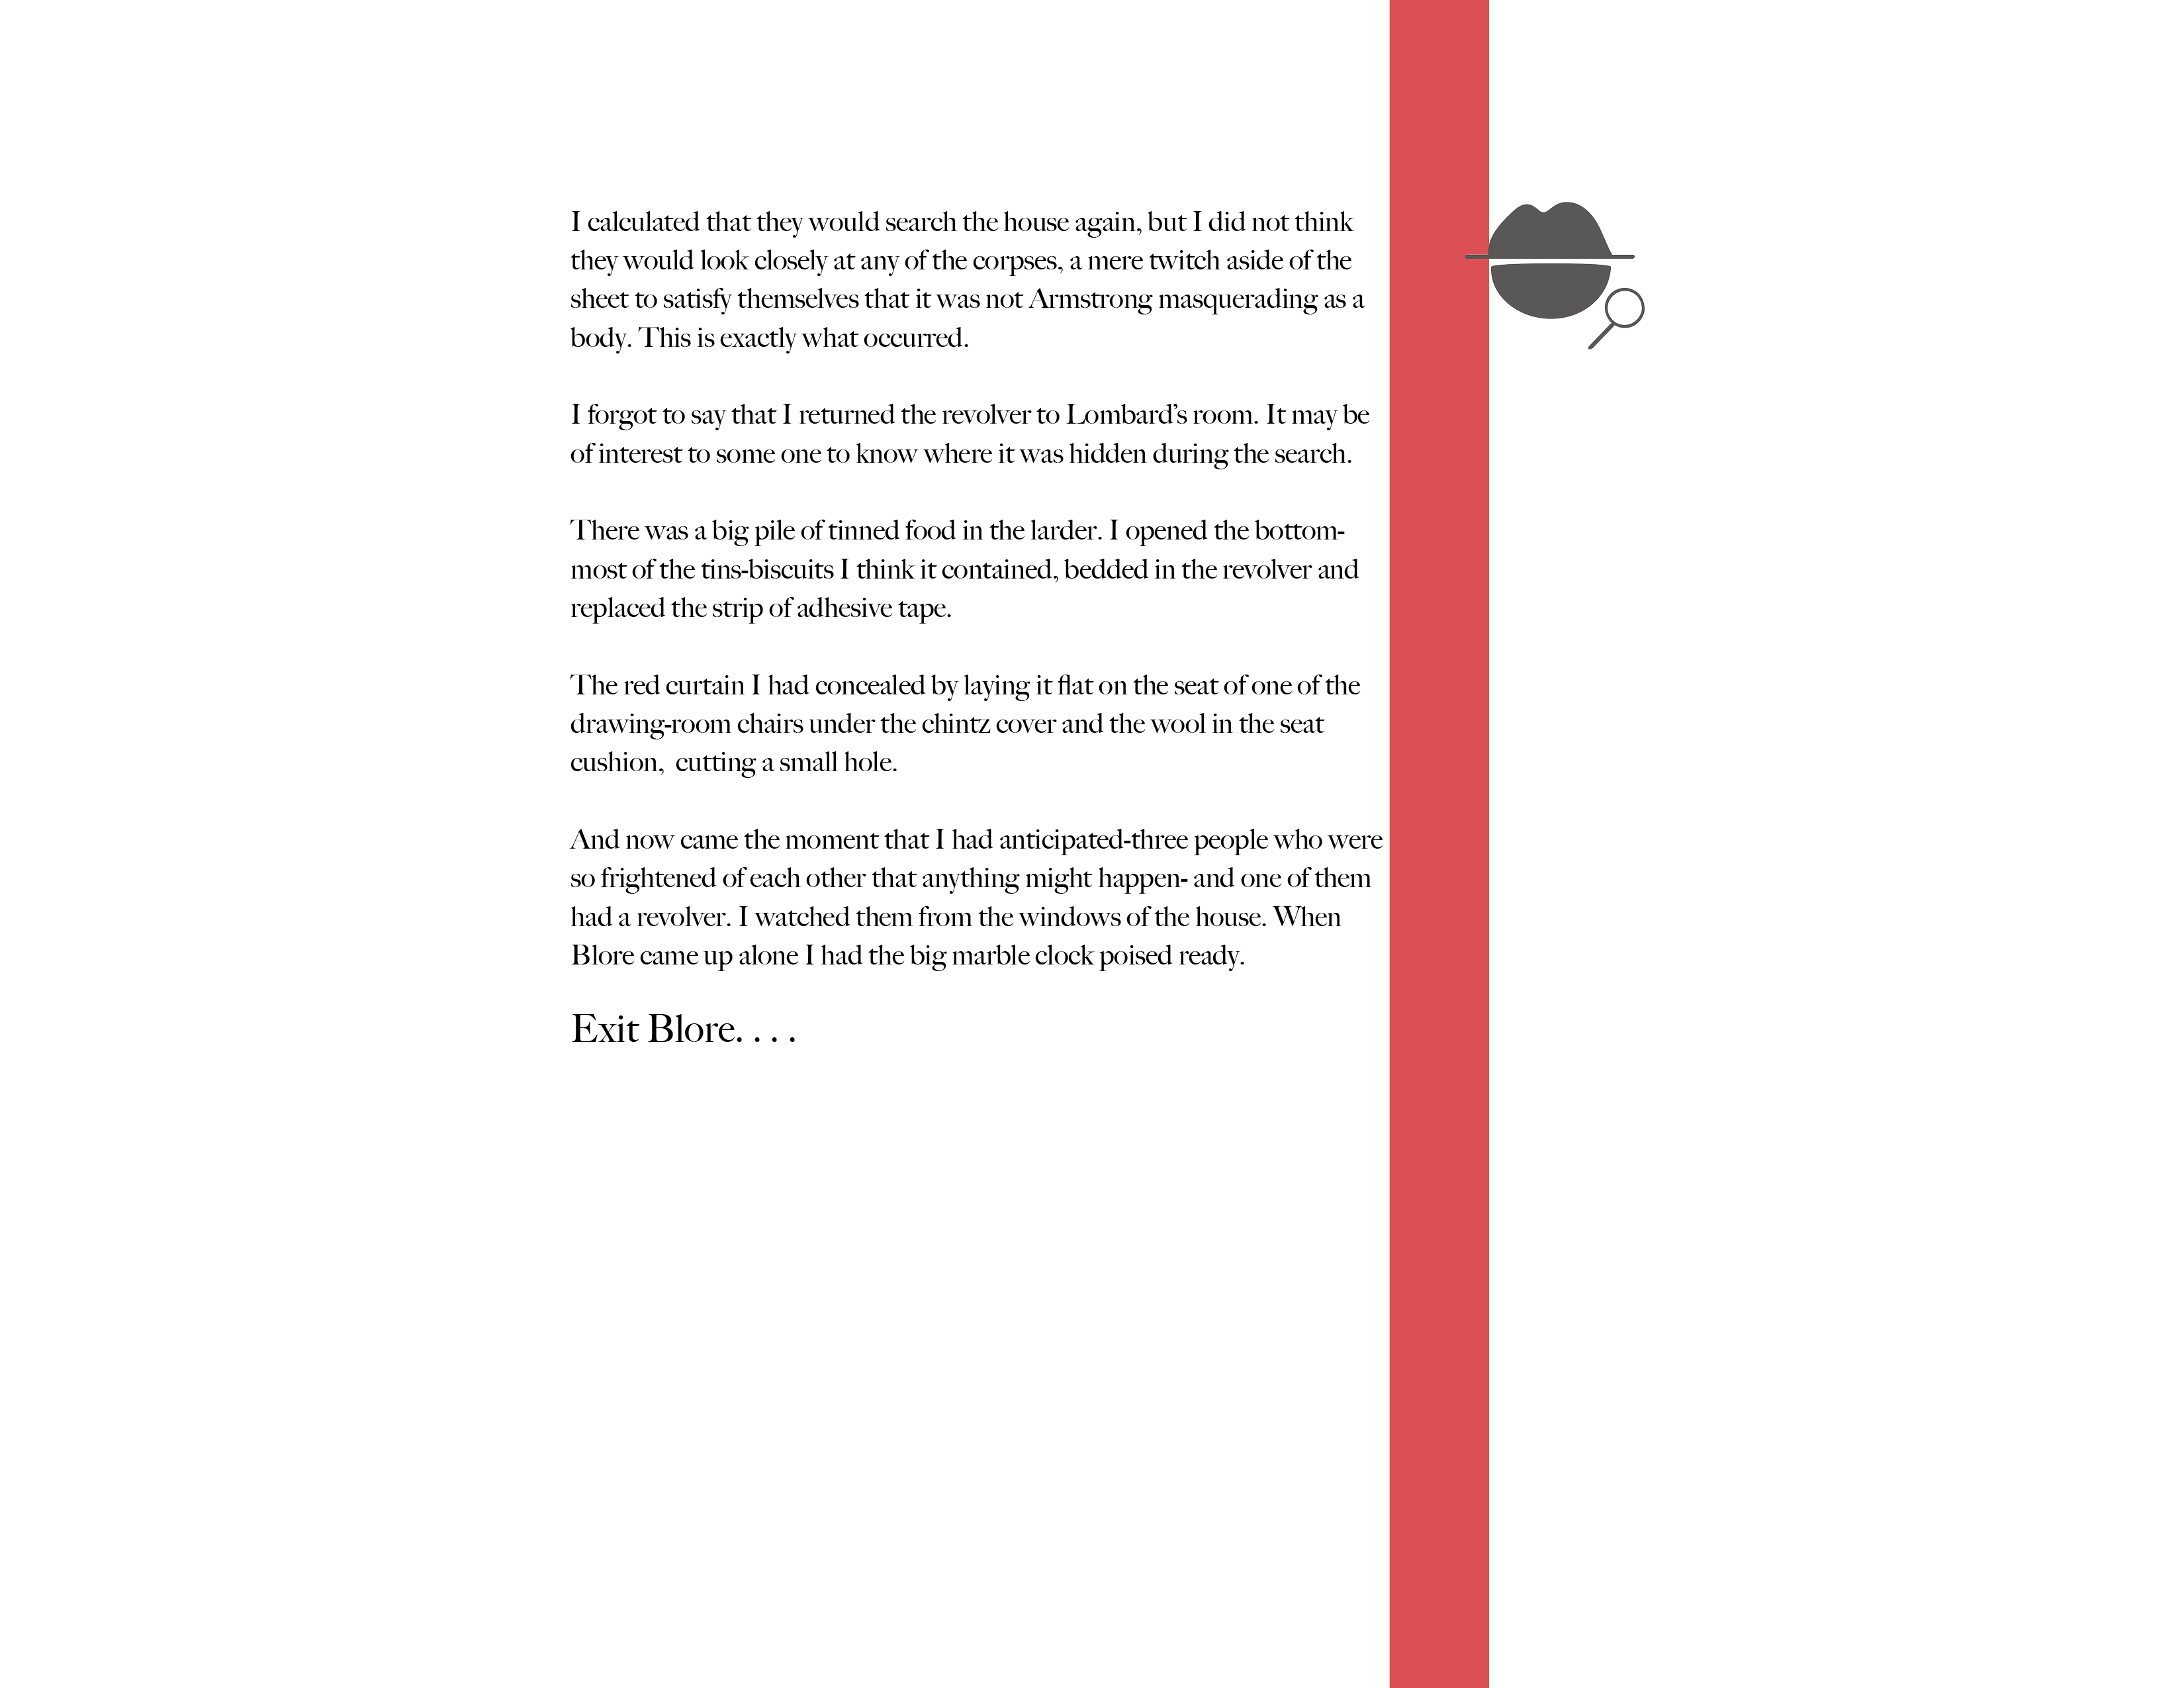 I calculated that they would search the house again, but I did not think
they would look closely at any of the corpses, a mere twitch aside of the
sheet to satisfy themselves that it was not Armstrong masquerading as a
body. This is exactly what occurred.
I forgot to say that I returned the revolver to Lombard’s room. It may be
of interest to some one to know where it was hidden during the search.
There was a big pile of tinned food in the larder. I opened the bottom-
most of the tins-biscuits I think it contained, bedded in the revolver and
replaced the strip of adhesive tape.
The red curtain I had concealed by laying it flat on the seat of one of the
drawing-room chairs under the chintz cover and the wool in the seat
cushion,  cutting a small hole.
And now came the moment that I had anticipated-three people who were
so frightened of each other that anything might happen- and one of them
had a revolver. I watched them from the windows of the house. When
Blore came up alone I had the big marble clock poised ready.
Exit Blore. . . .